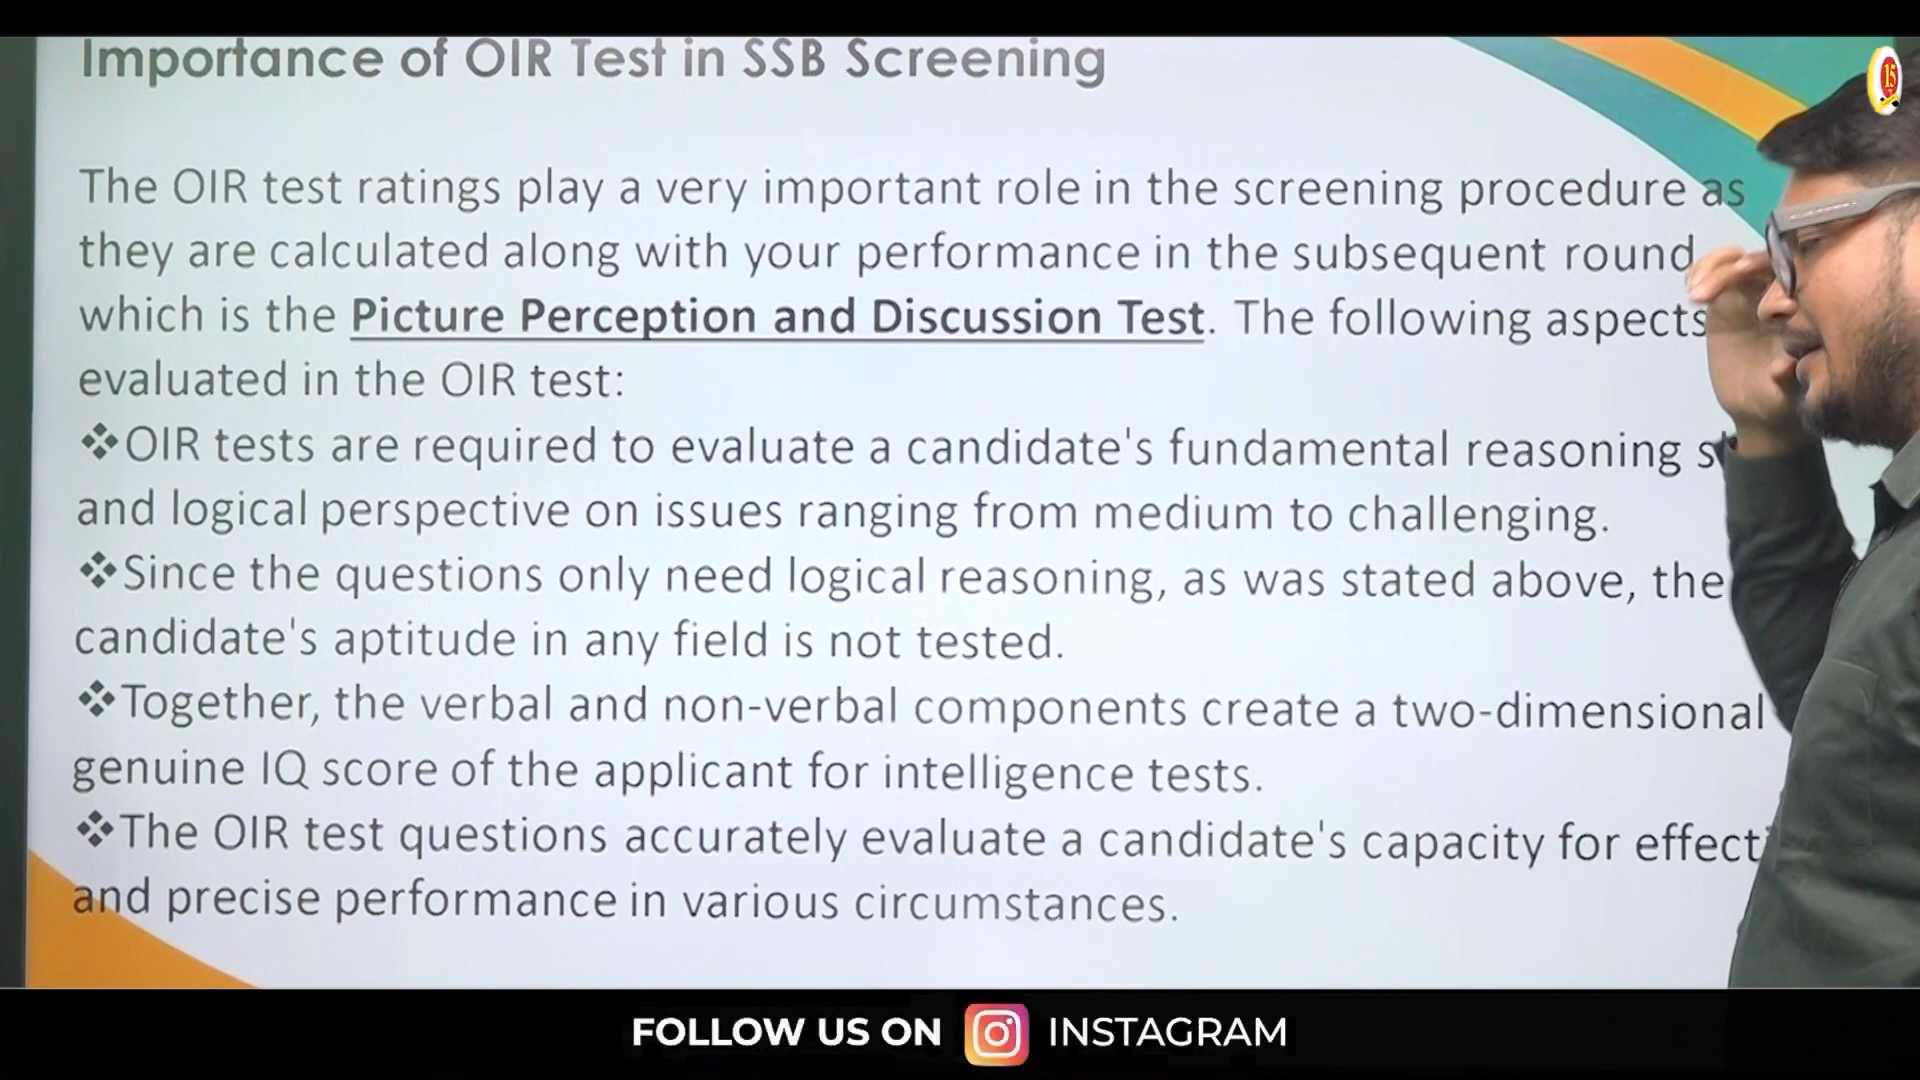 Importance of OIR Test in SSB Screening
15
The OIR test ratings play a very important role in the screening procedure as
they are calculated along with your performance in the subsequent round
which is the Picture Perception and Discussion Test. The following aspects
evaluated in the OIR test:
❖OIR tests are required to evaluate a candidate's fundamental reasoning
and logical perspective on issues ranging from medium to challenging.
❖Since the questions only need logical reasoning, as was stated above, the
candidate's aptitude in any field is not tested.
❖Together, the verbal and non-verbal components create a two-dimensional
genuine IQ score of the applicant for intelligence tests.
❖The OIR test questions accurately evaluate a candidate's capacity for
and precise performance in various circumstances.
FOLLOW US ON INSTAGRAM